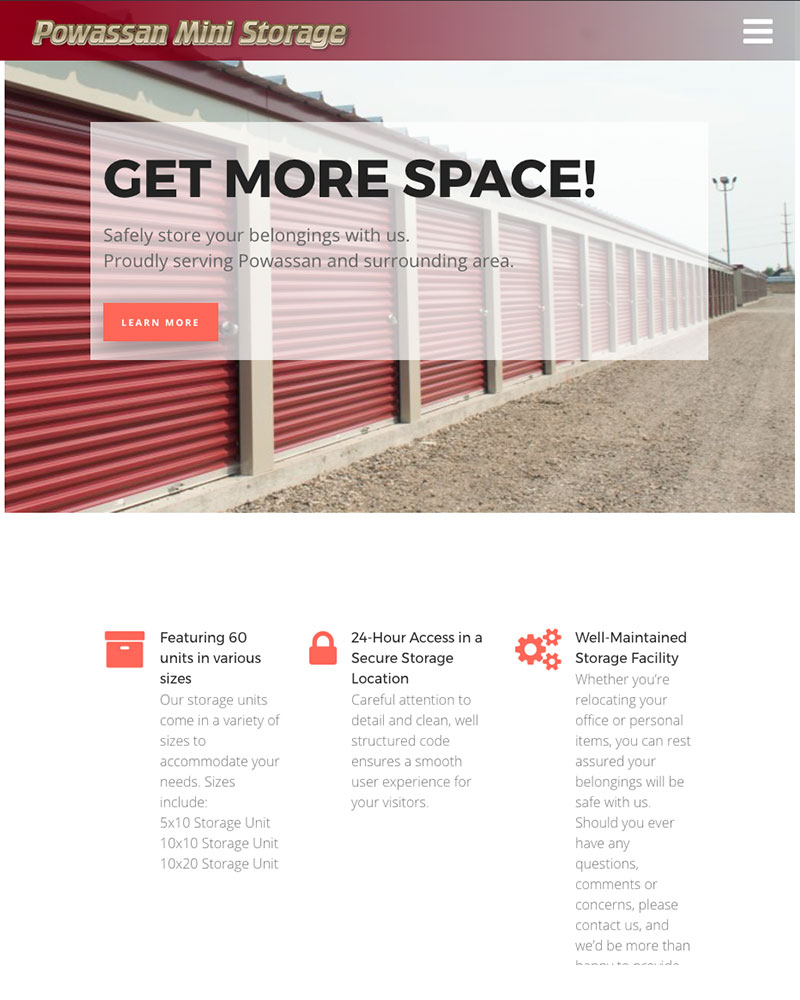 Powassan Mini Storage
GET MORE SPACE!
Safely store your belongings with us.
Proudly serving Powassan and surrounding area.
LEARN MORE
Featuring 60
units in various
sizes
Our storage units
come in a variety of
sizes to
accommodate your
needs. Sizes
include:
5x10 Storage Unit
10x10 Storage Unit
10x20 Storage Unit
24-Hour Access in a
Secure Storage
Location
Careful attention to
detail and clean, well
structured code
ensures a smooth
user experience for
your visitors.
Well-Maintained
Storage Facility
Whether you’re
relocating your
office or personal
items, you can rest
assured your
belongings will be
safe with us.
Should you ever
have any
questions,
comments or
concerns, please
contact us, and
we’d be more than
happy to provide